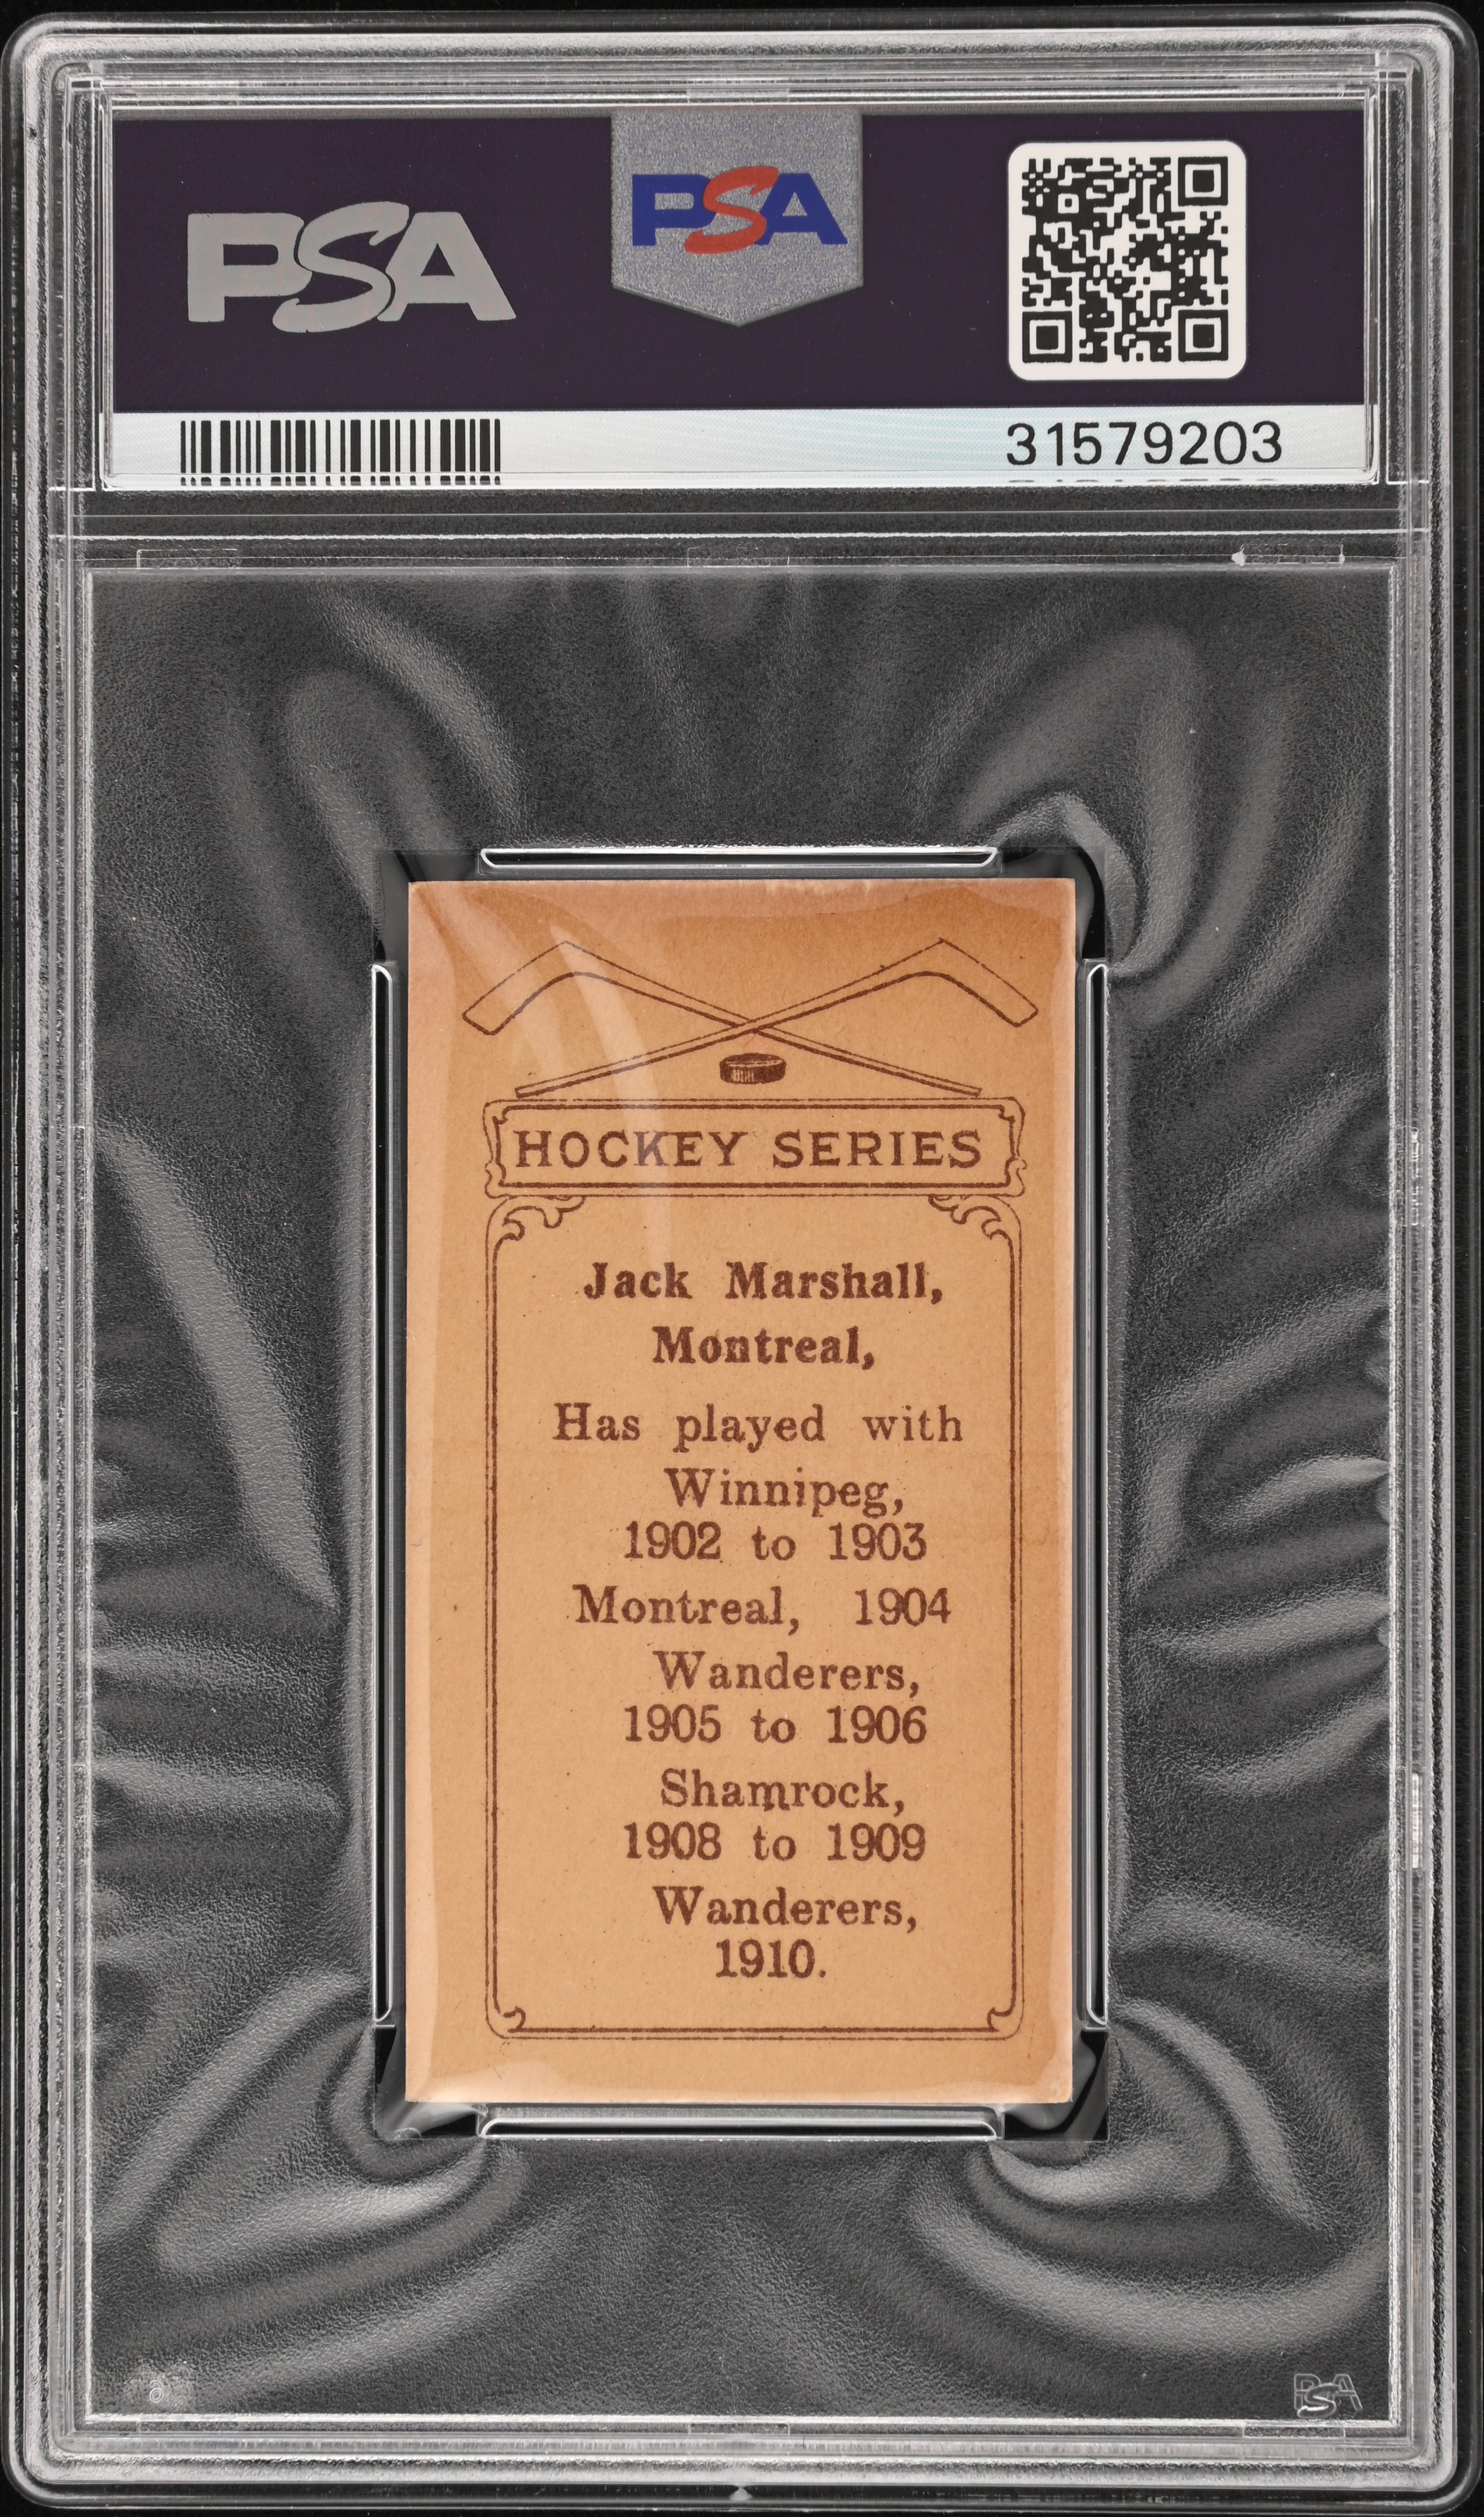 PSA
PSA
31579203
HOCKEY SERIES
Jack Marshall,
Montreal,
Has played with
Winnipeg,
1902 to 1903
Montreal, 1904
Wanderers,
1905 to 1906
Shamrock,
1908 to 1909
Wanderers,
1910.
PSA